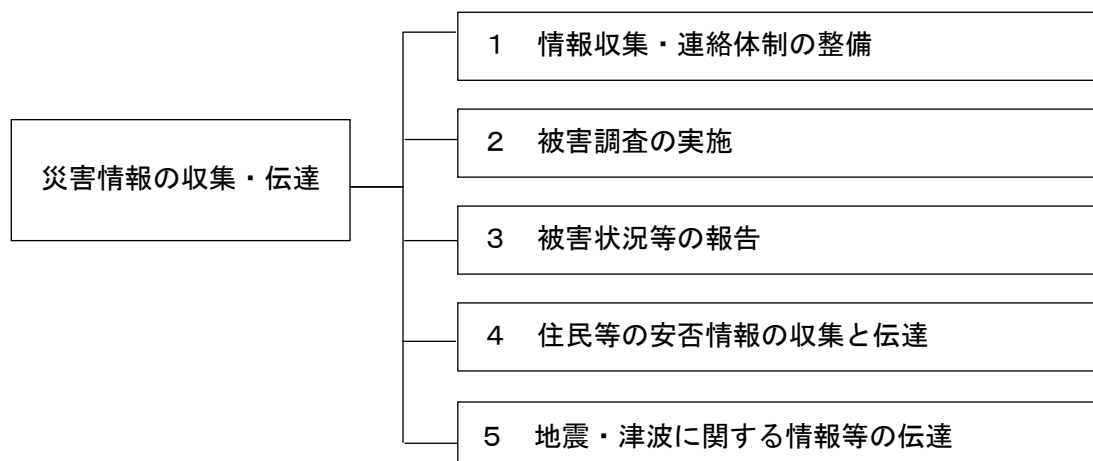 災害情報の収集・伝達
１　情報収集・連絡体制の整備
２　被害調査の実施
３　被害状況等の報告
４　住民等の安否情報の収集と伝達
５　地震・津波に関する情報等の伝達